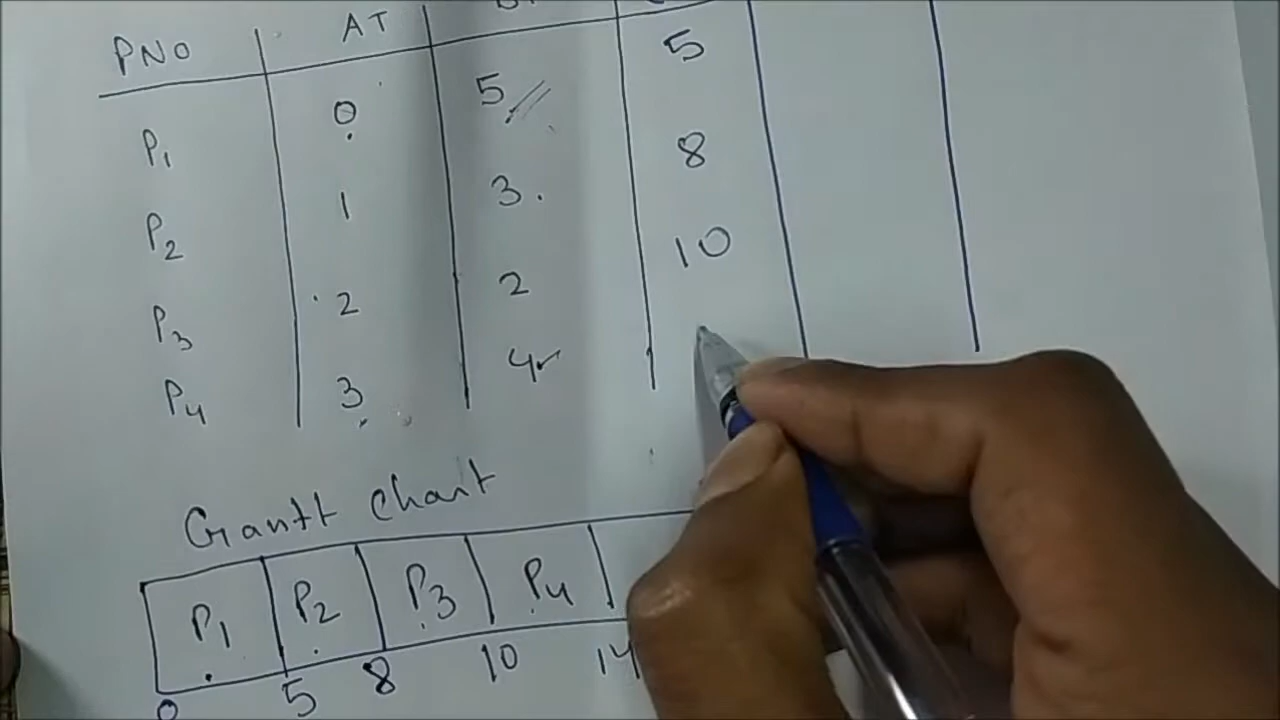 PNO AT
P1 0 5 5
P2 1 3. 8
P3 2 2 10
P4 3 4
Gantt Chart
P1 P2 P3 P4
0 5 8 10 14